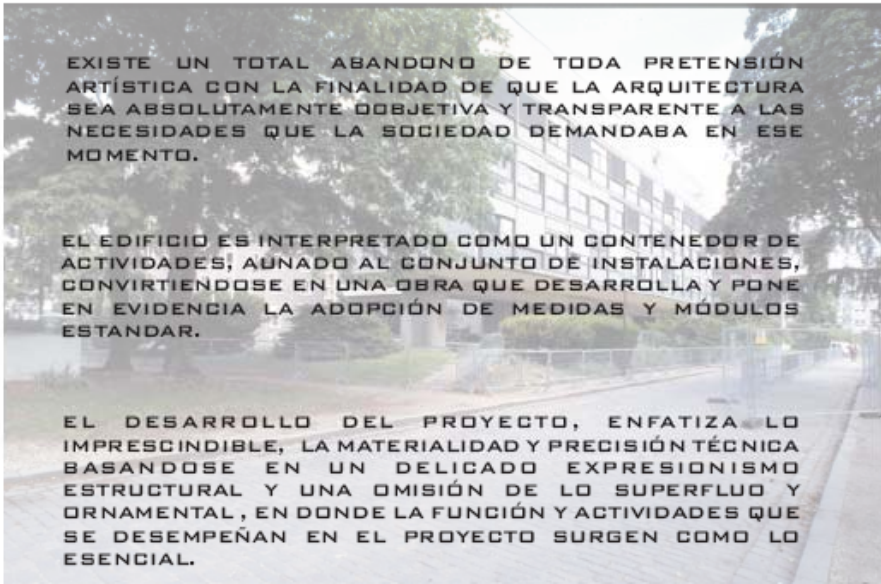 EXISTE UN TOTAL ABANDONO DE TODA PRETENSIÓN
ARTÍSTICA CON LA FINALIDAD DE QUE LA ARQUITECTURA
SEA ABSOLUTAMENTE OOBJETIVA Y TRANSPARENTE A LAS
NECESIDADES QUE LA SOCIEDAD DEMANDABA EN ESE
MOMENTO.
EL EDIFICIO ES INTERPRETADO COMO UN CONTENEDOR DE
ACTIVIDADES, AUNADO AL CONJUNTO DE INSTALACIONES,
CONVIRTIENDOSE EN UNA OBRA QUE DESARROLLA Y PONE
EN EVIDENCIA LA ADOPCIÓN DE MEDIDAS Y MÓDULOS
ESTANDAR.
EL DESARROLLO DEL PROYECTO, ENFATIZA LO
IMPRESCINDIBLE, LA MATERIALIDAD Y PRECISIÓN TÉCNICA
BASANDOSE EN UN DELICADO EXPRESIONISMO
ESTRUCTURAL Y UNA OMISIÓN DE LO SUPERFLUO Y
ORNAMENTAL , EN DONDE LA FUNCIÓN Y ACTIVIDADES QUE
SE DESEMPEÑAN EN EL PROYECTO SURGEN COMO LO
ESENCIAL.